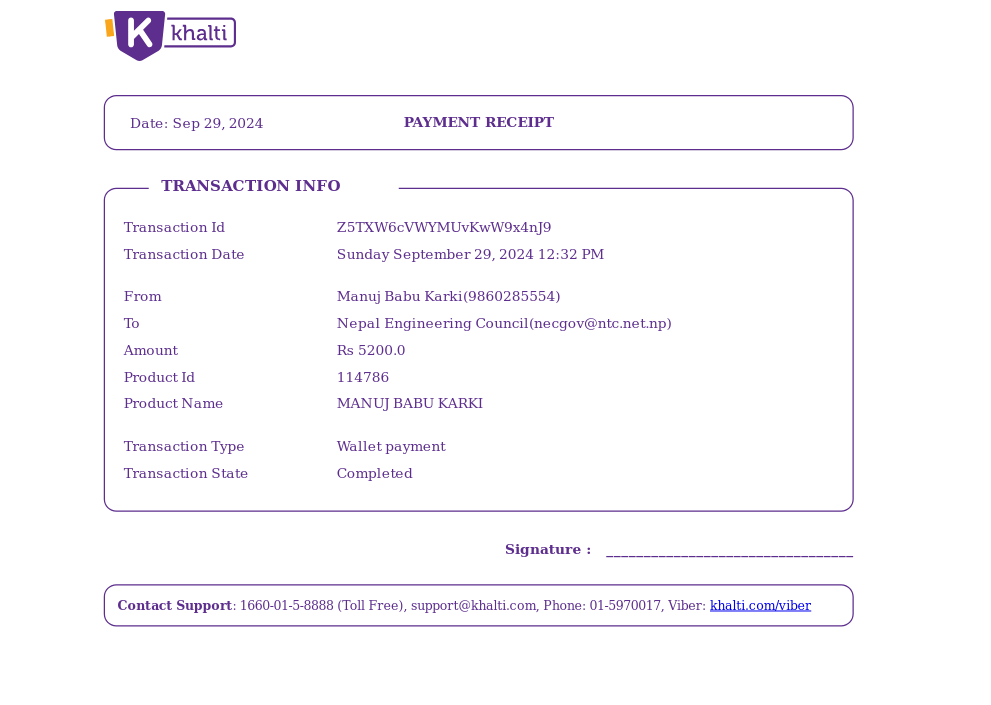 K khalti
Date: Sep 29, 2024 PAYMENT RECEIPT
TRANSACTION INFO
Transaction Id Z5TXW6cVWYMUvKwW9x4nJ9
Transaction Date Sunday September 29, 2024 12:32 PM
From Manuj Babu Karki(9860285554)
To Nepal Engineering Council(necgov@ntc.net.np)
Amount Rs 5200.0
Product Id 114786
Product Name MANUJ BABU KARKI
Transaction Type Wallet payment
Transaction State Completed
Signature : _________________________________
Contact Support: 1660-01-5-8888 (Toll Free), support@khalti.com, Phone: 01-5970017, Viber: khalti.com/viber